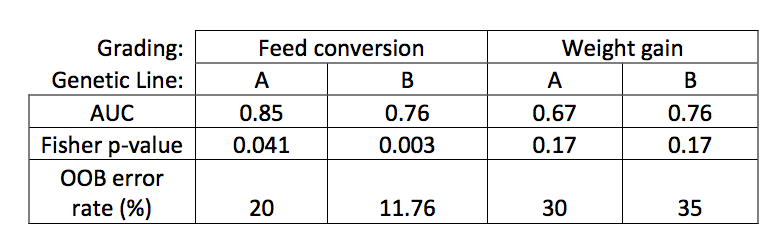 Grading: Feed conversion Weight gain
Genetic Line: A B A B
AUC 0.85 0.76 0.67 0.76
Fisher p-value 0.041 0.003 0.17 0.17
OOB error
rate (%) 20 11.76 30 35